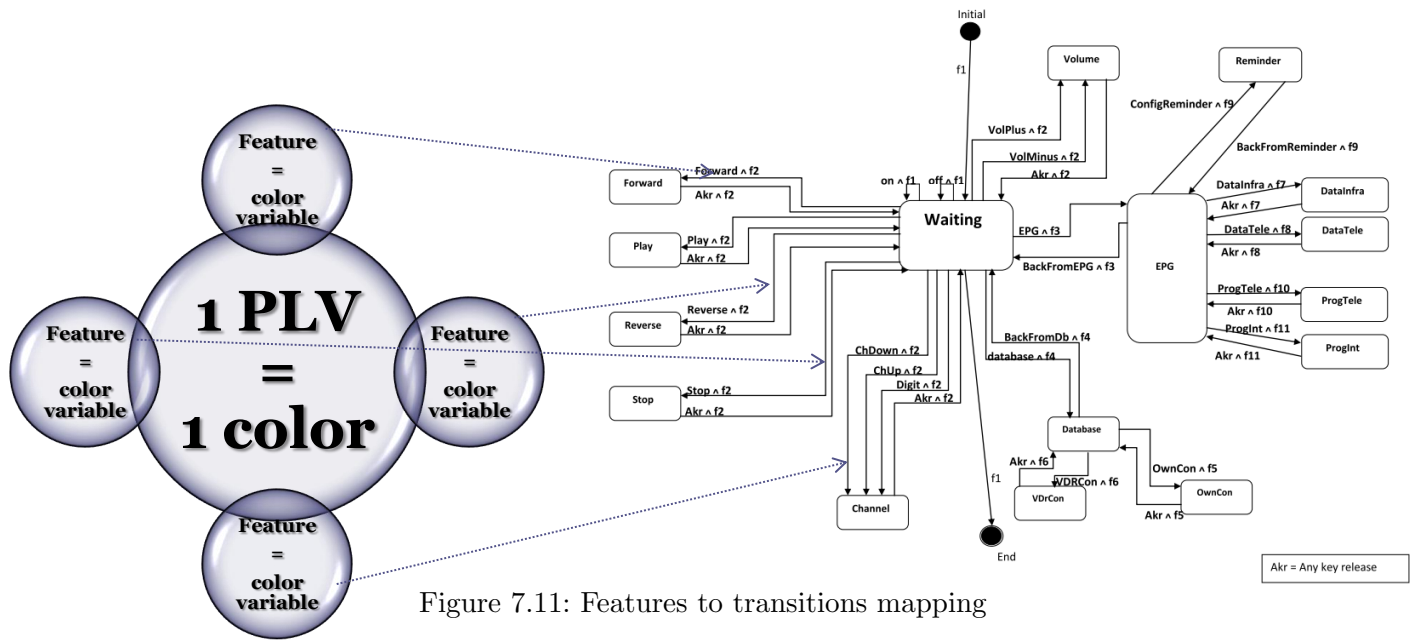 Feature
=
color
variable
Feature
=
color
variable
1 PLV
=
1 color
Feature
=
color
variable
Feature
=
color
variable
Initial
f1
Volume
VolPlus ^ f2
VolMinus ^ f2
Akr ^ f2
on ^ f1
off ^ f1
Waiting
Forward
Forward ^ f2
Akr ^ f2
Play
Play ^ f2
Akr ^ f2
Reverse
Reverse ^ f2
Akr ^ f2
Stop
Stop ^ f2
Akr ^ f2
ChDown ^ f2
ChUp ^ f2
Digit ^ f2
Akr ^ f2
Channel
EPG ^ f3
BackFromEPG ^ f3
EPG
Reminder
ConfigReminder ^ f9
BackFromReminder ^ f9
DataInfra ^ f7
Akr ^ f7
DataInfra
DataTele ^ f8
Akr ^ f8
DataTele
ProgTele ^ f10
Akr ^ f10
ProgTele
ProgInt ^ f11
Akr ^ f11
ProgInt
BackFromDb ^ f4
database ^ f4
Database
Akr ^ f6
VDRCon ^ f6
VDrCon
OwnCon ^ f5
OwnCon
Akr ^ f5
f1
End
Akr = Any key release
Figure 7.11: Features to transitions mapping